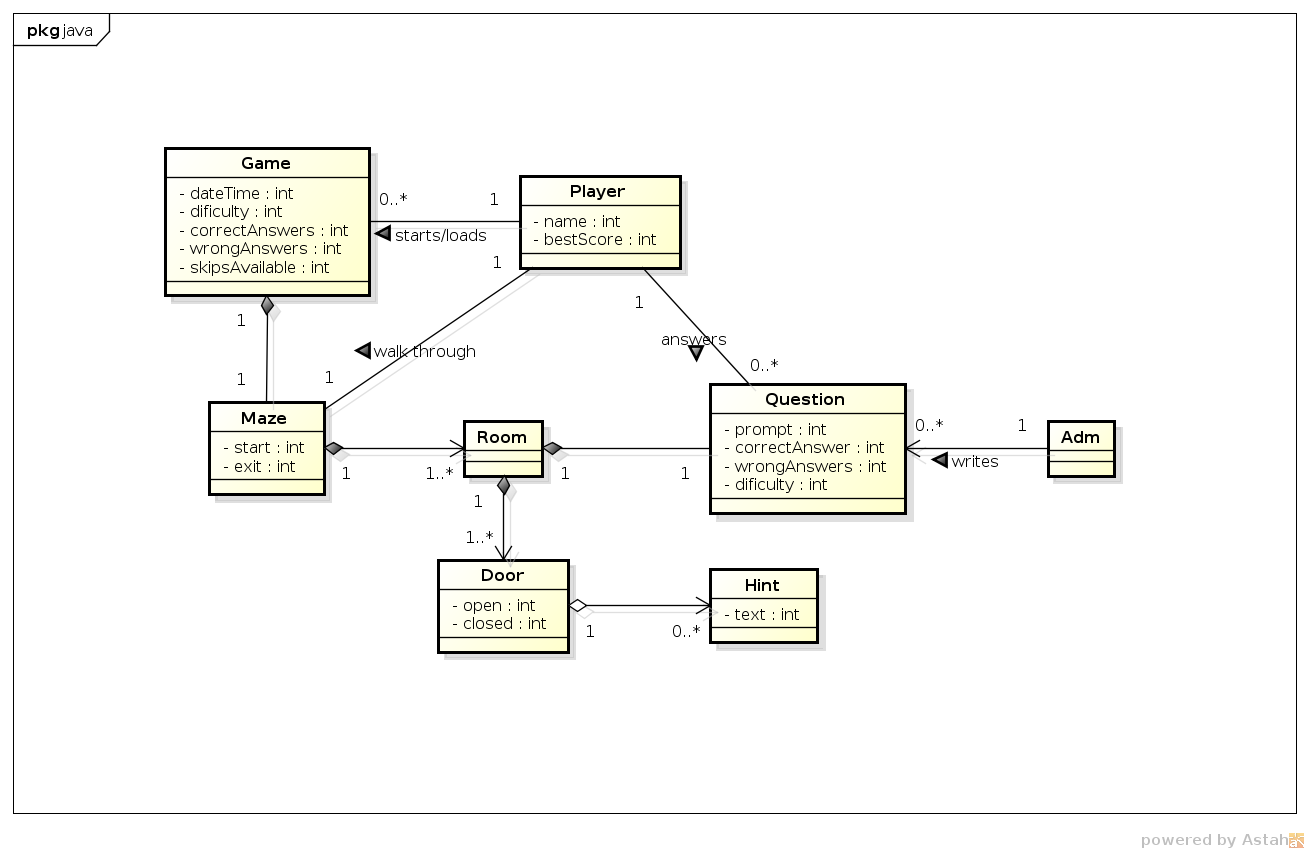 pkg java
Game
- dateTime : int
- dificulty : int
- correctAnswers : int
- wrongAnswers : int
- skipsAvailable : int
0..*
1
starts/loads
Player
- name : int
- bestScore : int
1
1
walk through
1
1
answers
0..*
1
1
Maze
- start : int
- exit : int
1
1..*
Room
1
1
Question
- prompt : int
- correctAnswer : int
- wrongAnswers : int
- dificulty : int
0..*
1
writes
Adm
1
1..*
Door
- open : int
- closed : int
1
0..*
Hint
- text : int
powered by Astah